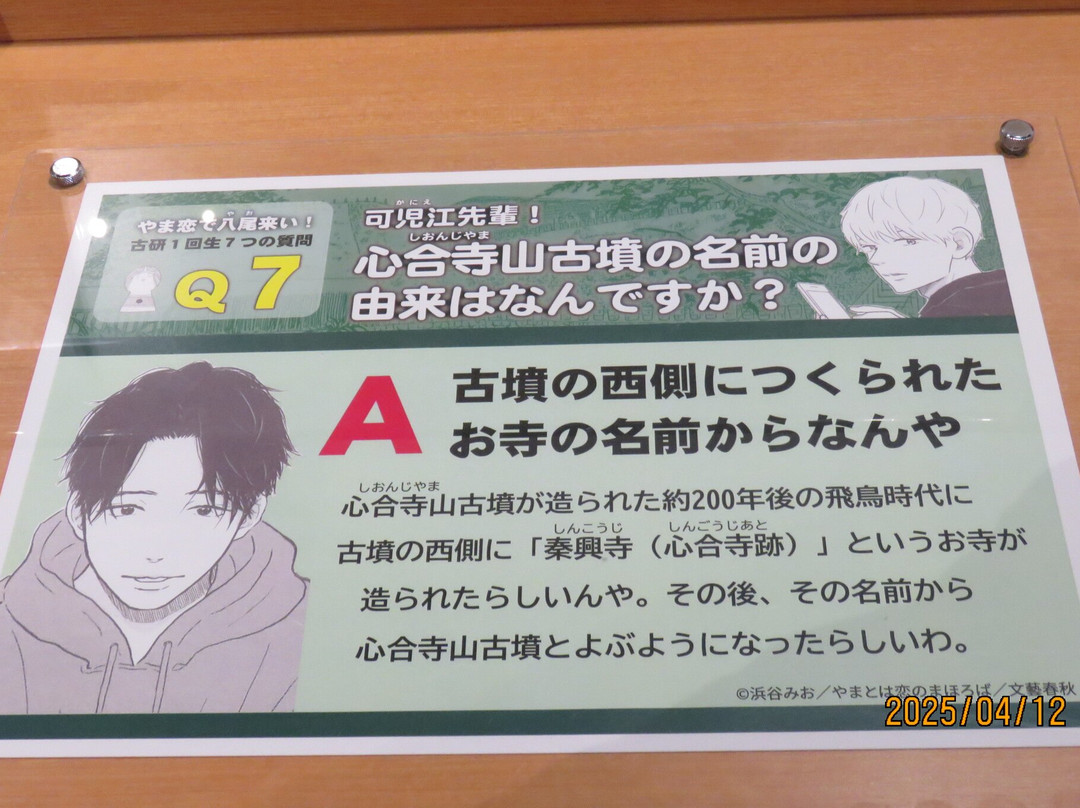 やま恋で八尾来い！
古研1回生7つの質問
Q7
可児江先輩！
心合寺山古墳の名前の
由来はなんですか？
A
古墳の西側につくられた
お寺の名前からなんや
心合寺山古墳が造られた約200年後の飛鳥時代に
古墳の西側に「秦興寺（心合寺跡）」というお寺が
造られたらしいんや。その後、その名前から
心合寺山古墳とよぶようになったらしいわ。
©浜谷みお／やまとは恋のまほろば／文藝春秋
2025/04/12